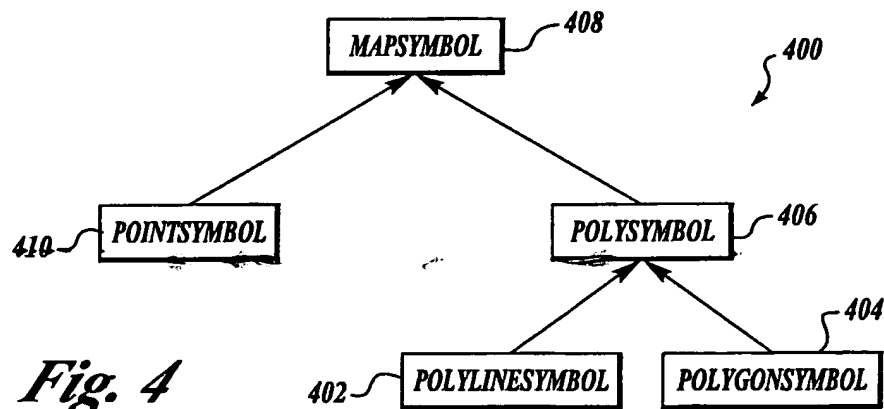 MAPSYMBOL
408
400
POINTSYMBOL
410
POLYSYMBOL
406
404
Fig. 4
402
POLYLINESYMBOL
POLYGONSYMBOL